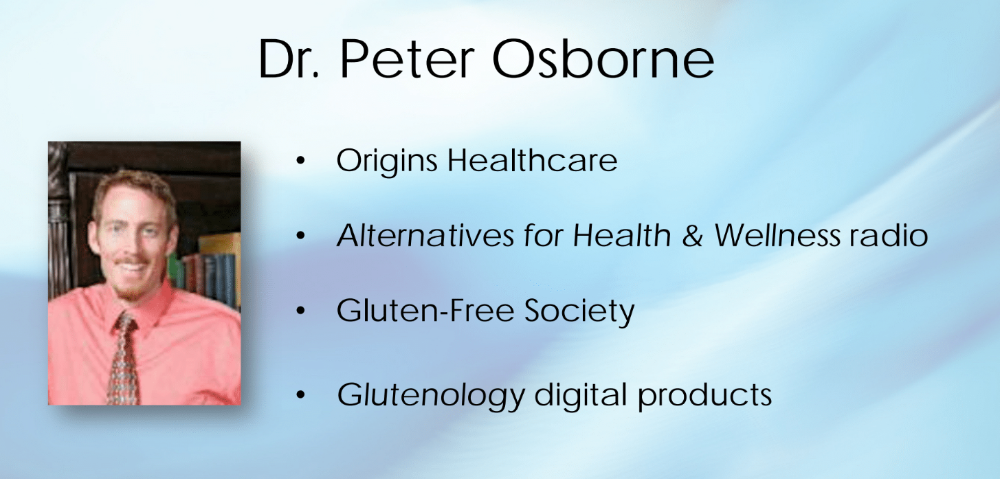 Dr. Peter Osborne
• Origins Healthcare
• Alternatives for Health & Wellness radio
• Gluten-Free Society
• Glutenology digital products